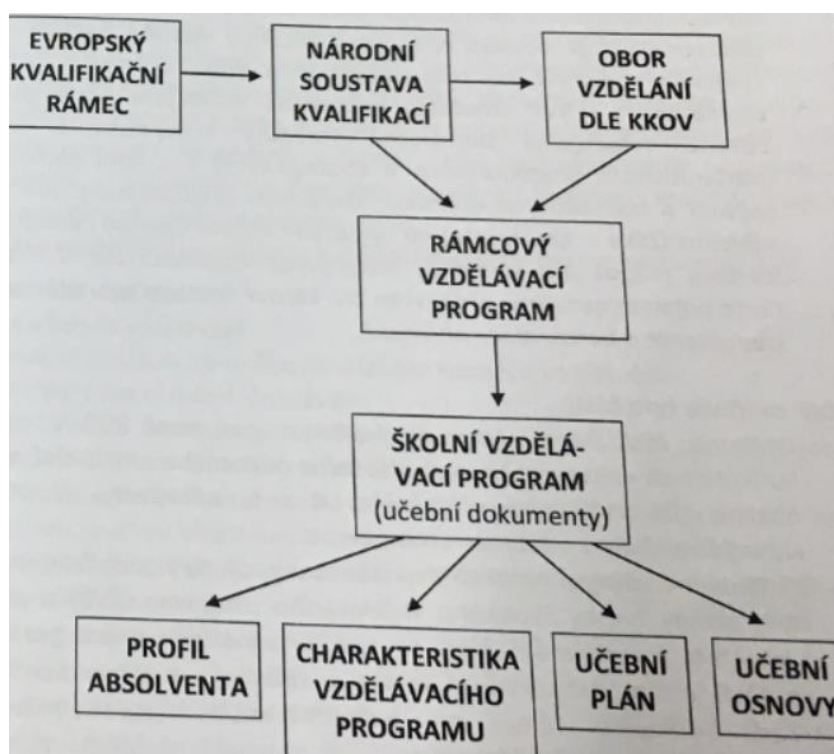 EVROPSKÝ
KVALIFIKAČNÍ
RÁMEC
NÁRODNÍ
SOUSTAVA
KVALIFIKACÍ
OBOR
VZDĚLÁNÍ
DLE KKOV
RÁMCOVÝ
VZDĚLÁVACÍ
PROGRAM
ŠKOLNÍ VZDĚLÁ-
VACÍ PROGRAM
(učební dokumenty)
PROFIL
ABSOLVENTA
CHARAKTERISTIKA
VZDĚLÁVACÍHO
PROGRAMU
UČEBNÍ
PLÁN
UČEBNÍ
OSNOVY